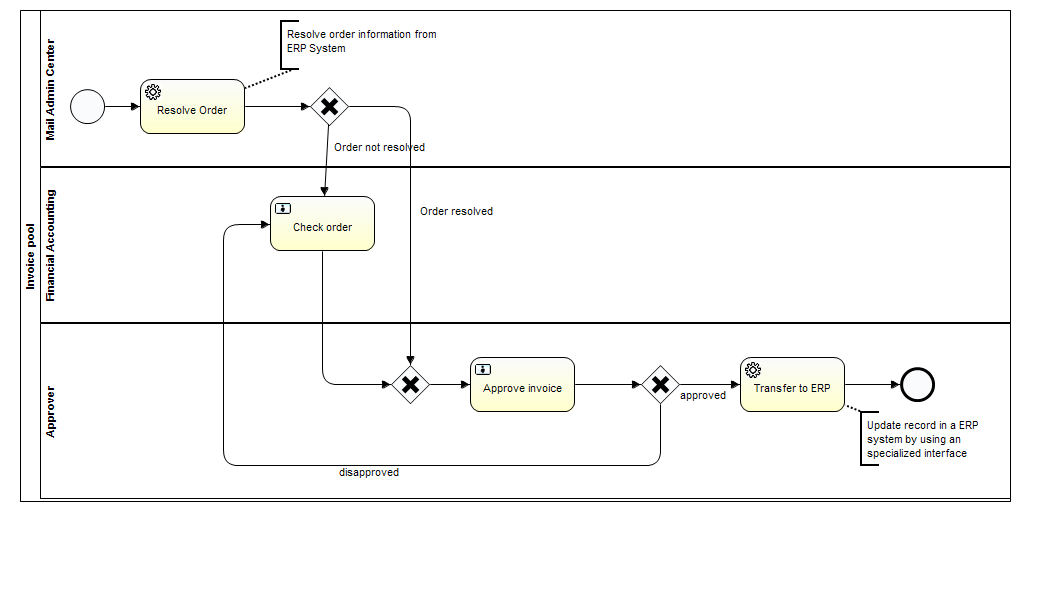 Invoice pool
Mail Admin Center
Resolve order information from
ERP System
Resolve Order
Order not resolved
Financial Accounting
Order resolved
Check order
Approver
Approve invoice
approved
Transfer to ERP
Update record in a ERP
system by using an
specialized interface
disapproved